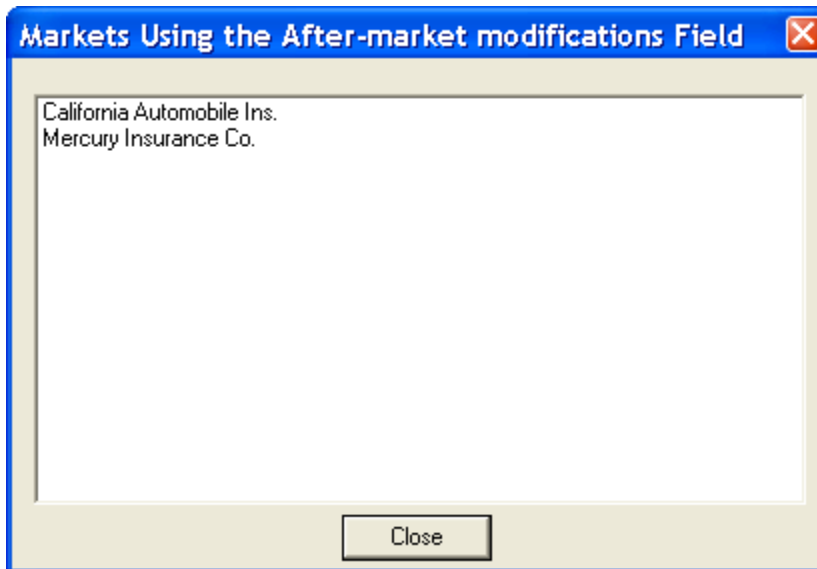 Markets Using the After-market modifications Field
California Automobile Ins.
Mercury Insurance Co.
Close